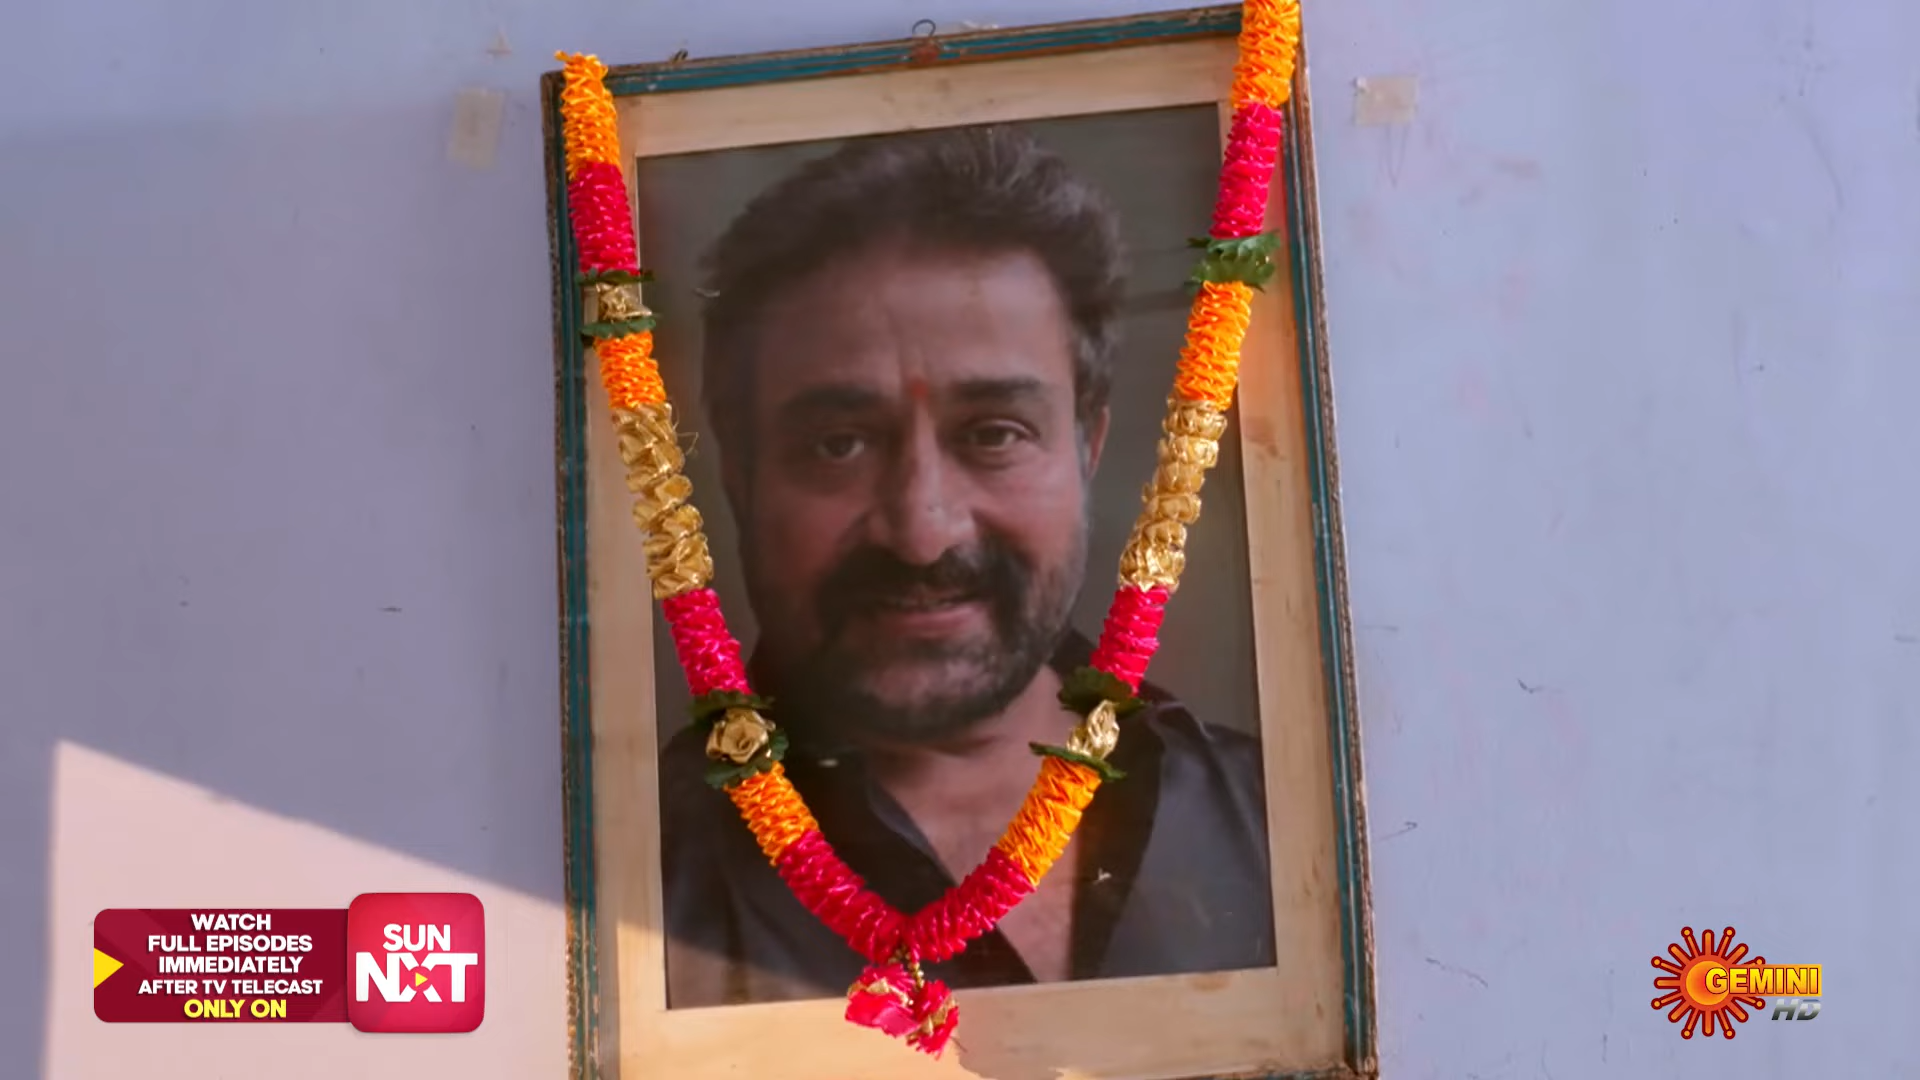 WATCH
FULL EPISODES
IMMEDIATELY
AFTER TV TELECAST
ONLY ON
SUN
NXT
GEMINI
HD